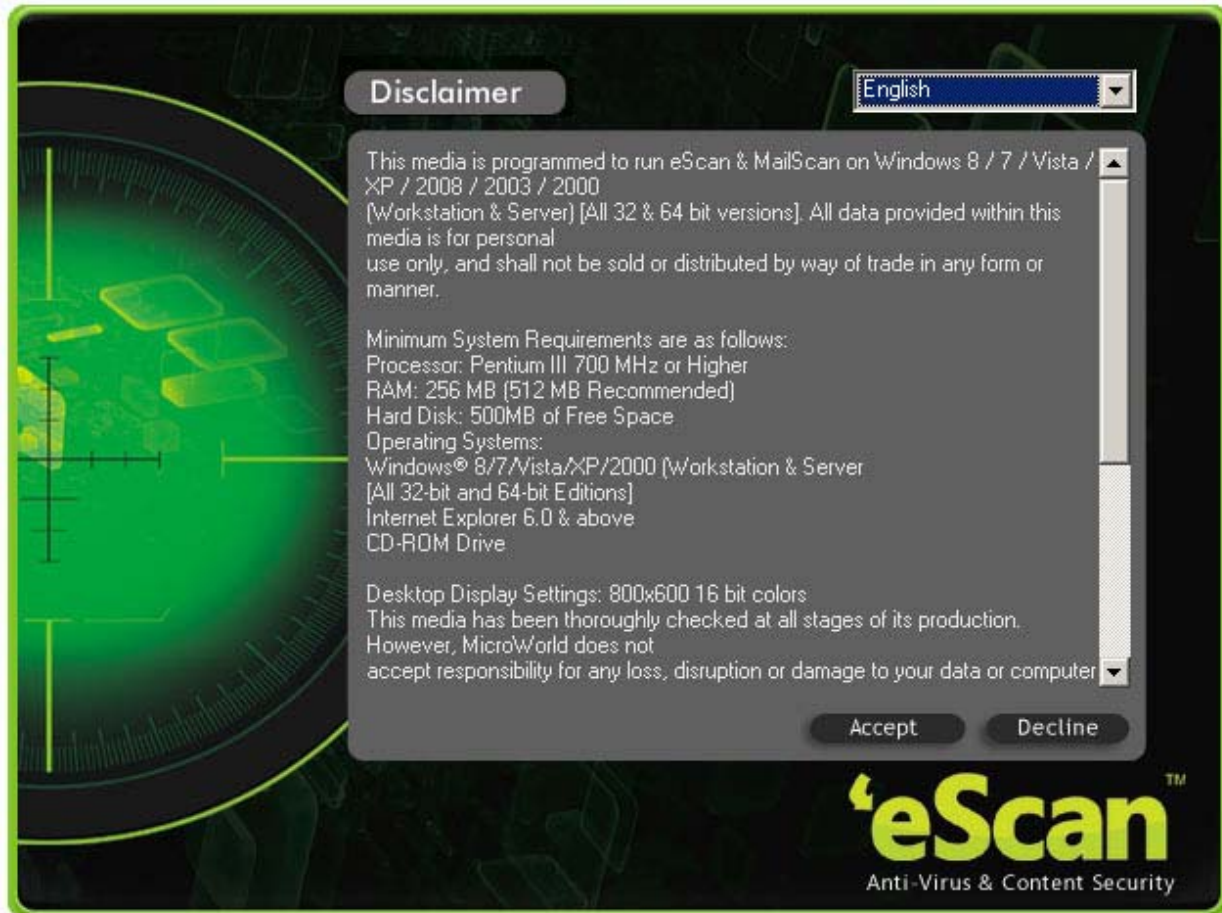 Disclaimer
English
This media is programmed to run eScan & MailScan on Windows 8 / 7 / Vista /
XP / 2008 / 2003 / 2000
(Workstation & Server) [All 32 & 64 bit versions]. All data provided within this
media is for personal
use only, and shall not be sold or distributed by way of trade in any form or
manner.
Minimum System Requirements are as follows:
Processor: Pentium III 700 MHz or Higher
RAM: 256 MB (512 MB Recommended)
Hard Disk: 500MB of Free Space
Operating Systems:
Windows® 8/7/Vista/XP/2000 (Workstation & Server
[All 32-bit and 64-bit Editions]
Internet Explorer 6.0 & above
CD-ROM Drive
Desktop Display Settings: 800x600 16 bit colors
This media has been thoroughly checked at all stages of its production.
However, MicroWorld does not
accept responsibility for any loss, disruption or damage to your data or computer
Accept Decline
‘eScan™
Anti-Virus & Content Security